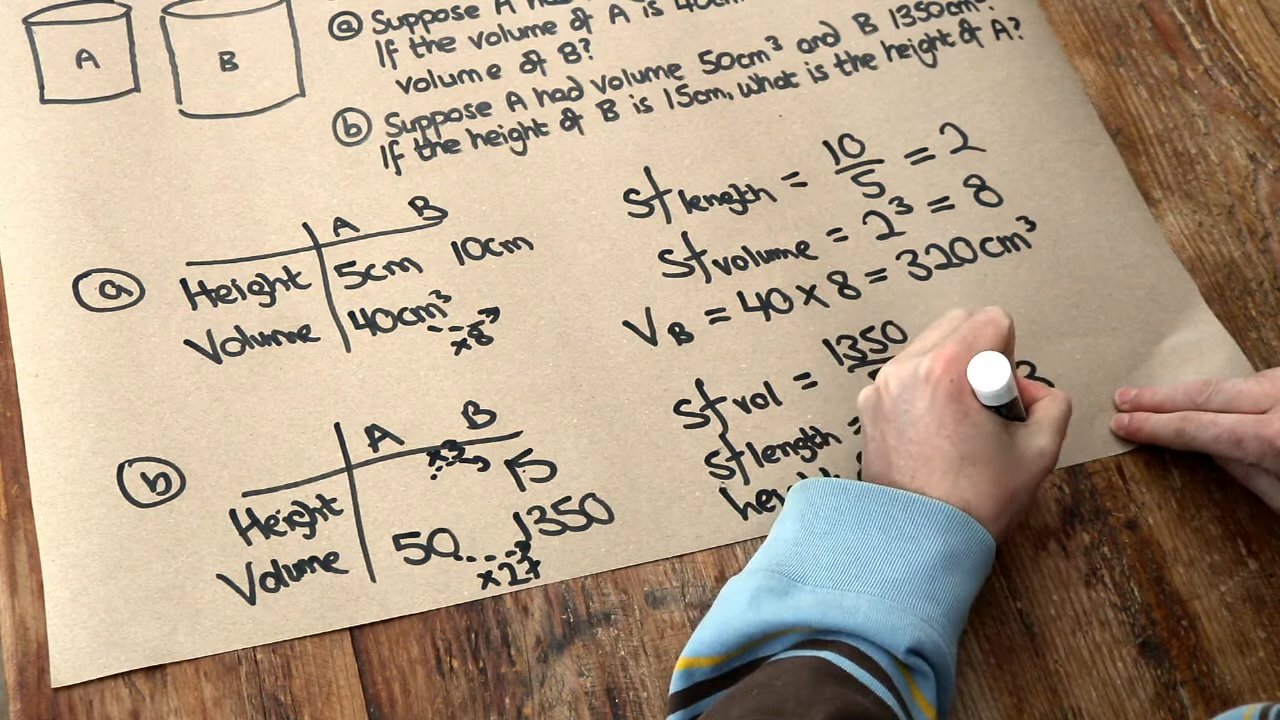 A
B
a Suppose A
If the volume of A is 40cm
volume of B?
b Suppose A had volume 50cm³ and B 1350cm³.
If the height of B is 15cm, what is the height of A?
a
A B
Height 5cm 10cm
Volume 40cm³
×8
Sf length = 10/5 = 2
Sf volume = 2³ = 8
V_B = 40 × 8 = 320cm³
b
A B
×3
Height 15
Volume 50 1350
×27
Sf vol = 1350
Sf length =
3